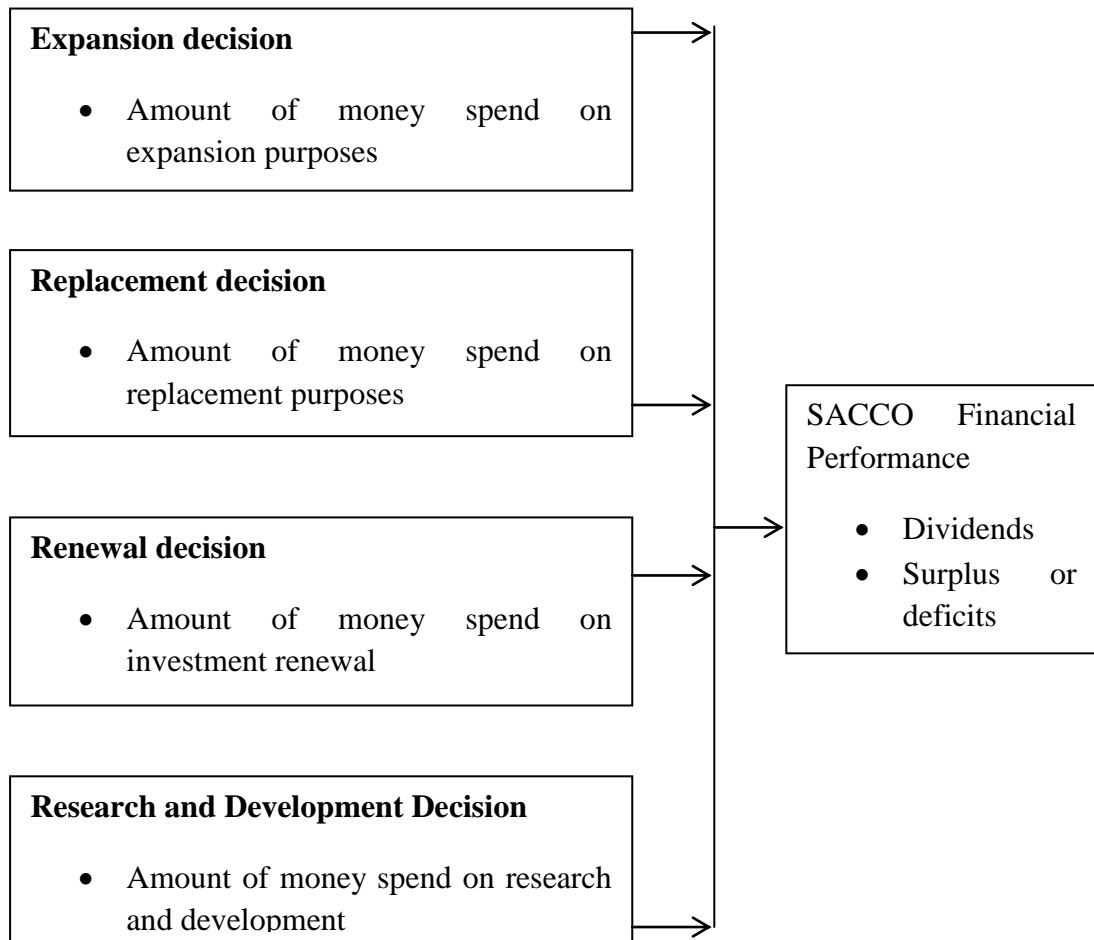 Expansion decision
• Amount of money spend on
expansion purposes
Replacement decision
• Amount of money spend on
replacement purposes
Renewal decision
• Amount of money spend on
investment renewal
Research and Development Decision
• Amount of money spend on research
and development
SACCO Financial
Performance
• Dividends
• Surplus or
deficits